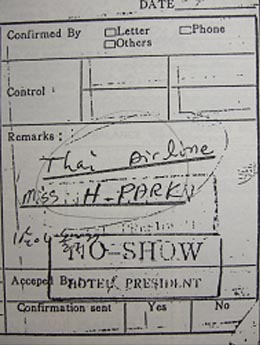 DATE
Confirmed By □Letter □Phone
□Others
Control :
Remarks :
Thai Airline
Miss H-PARK
NO-SHOW
Acceped By HOTEL PRESIDENT
Confirmation sent Yes No